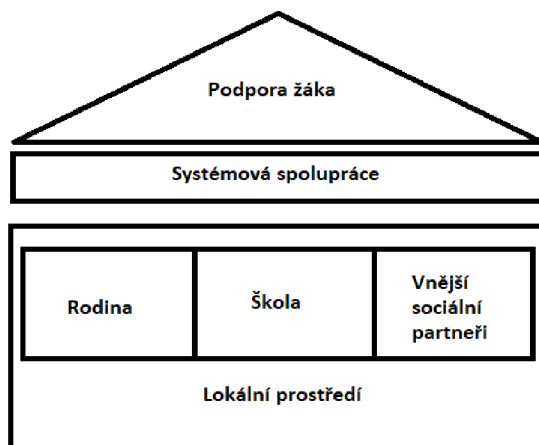 Podpora žáka
Systémová spolupráce
Rodina
Škola
Vnější
sociální
partneři
Lokální prostředí